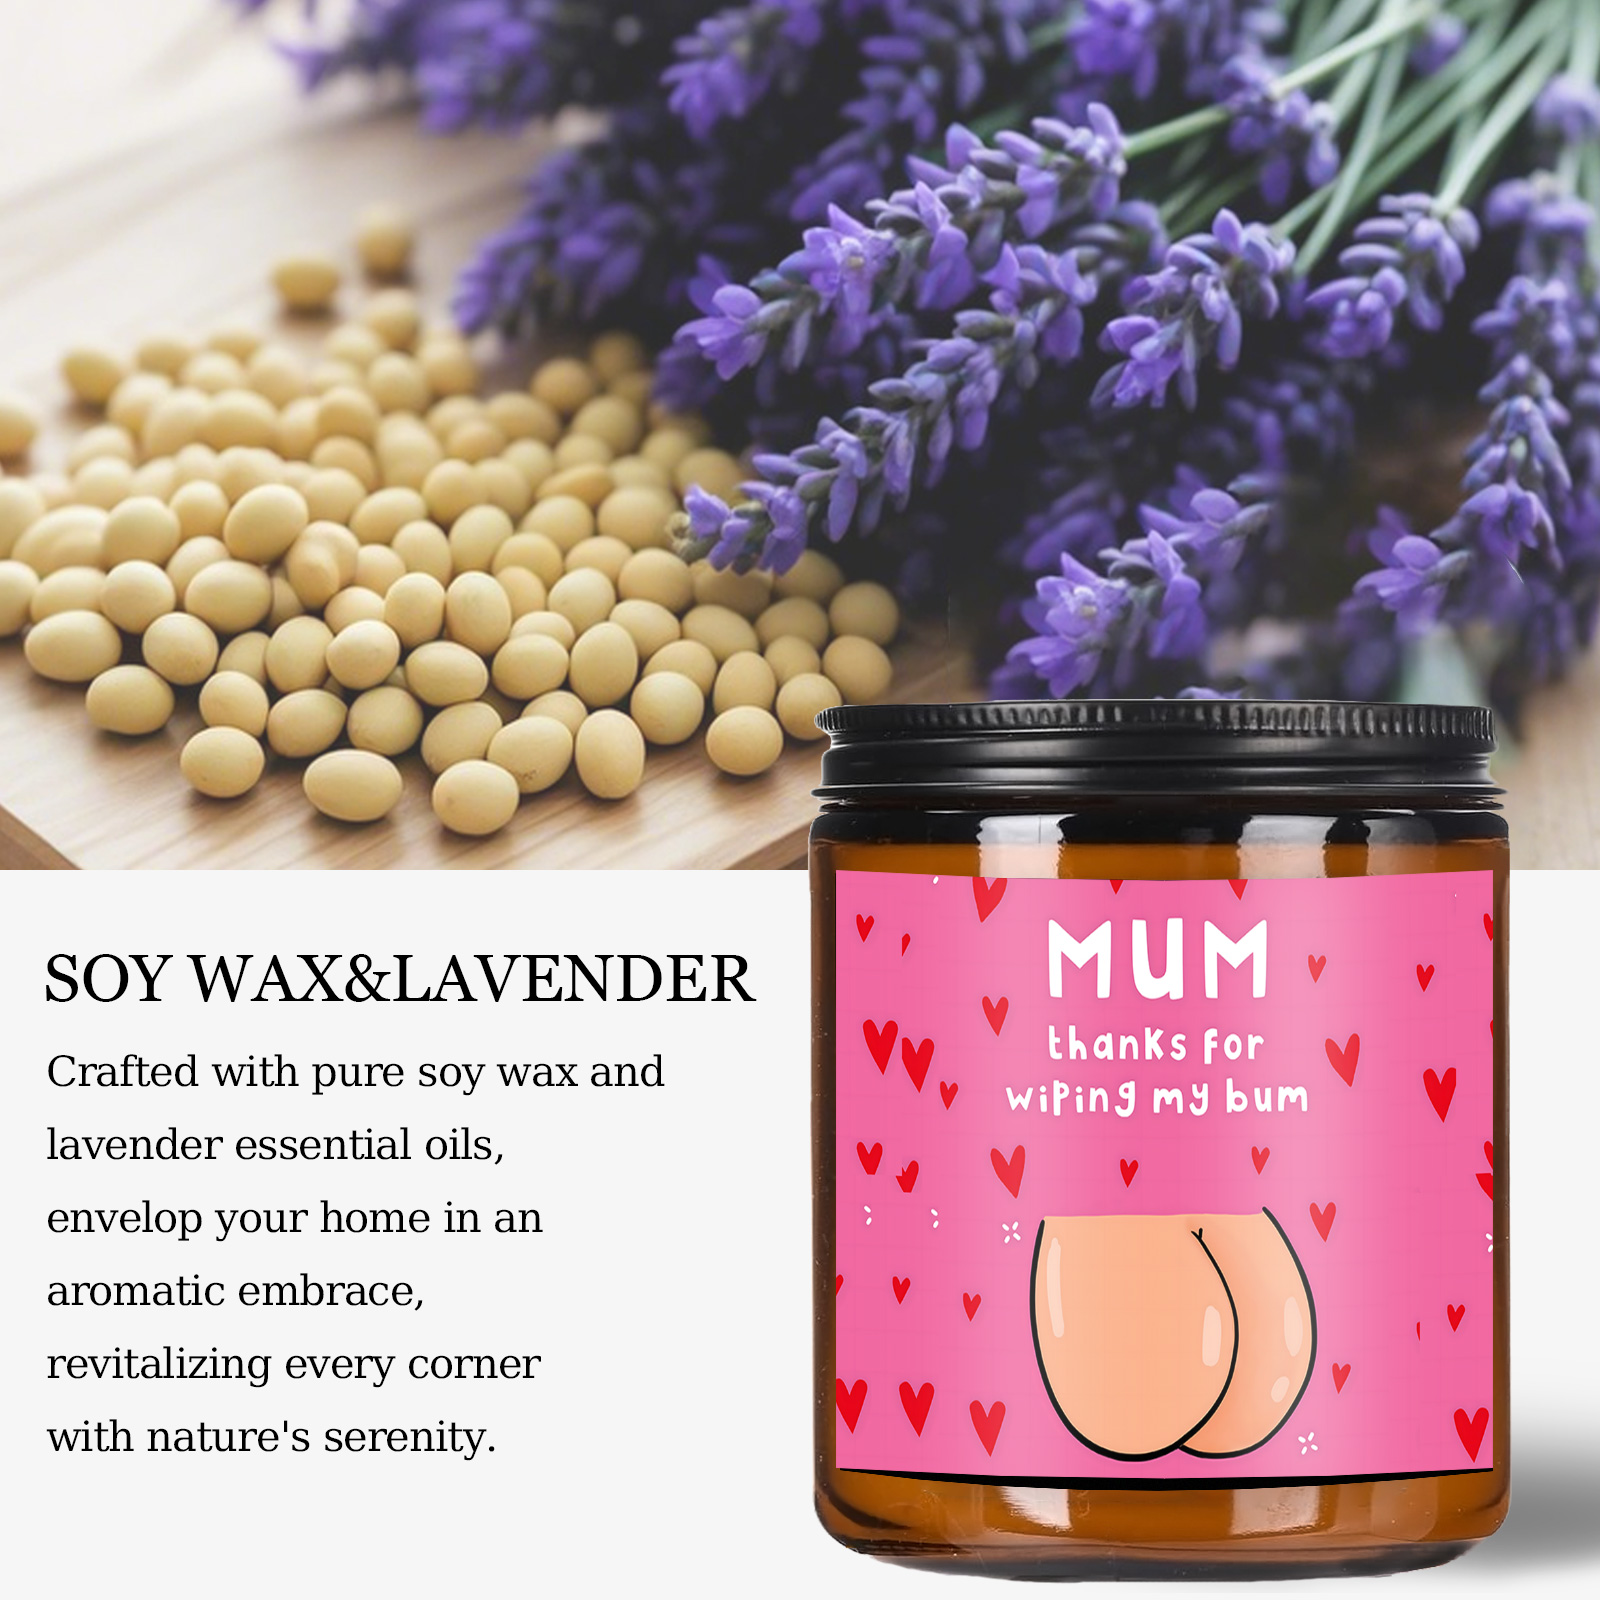 SOY WAX&LAVENDER
Crafted with pure soy wax and
lavender essential oils,
envelop your home in an
aromatic embrace,
revitalizing every corner
with nature's serenity.
MUM
thanks for
wiping my bum